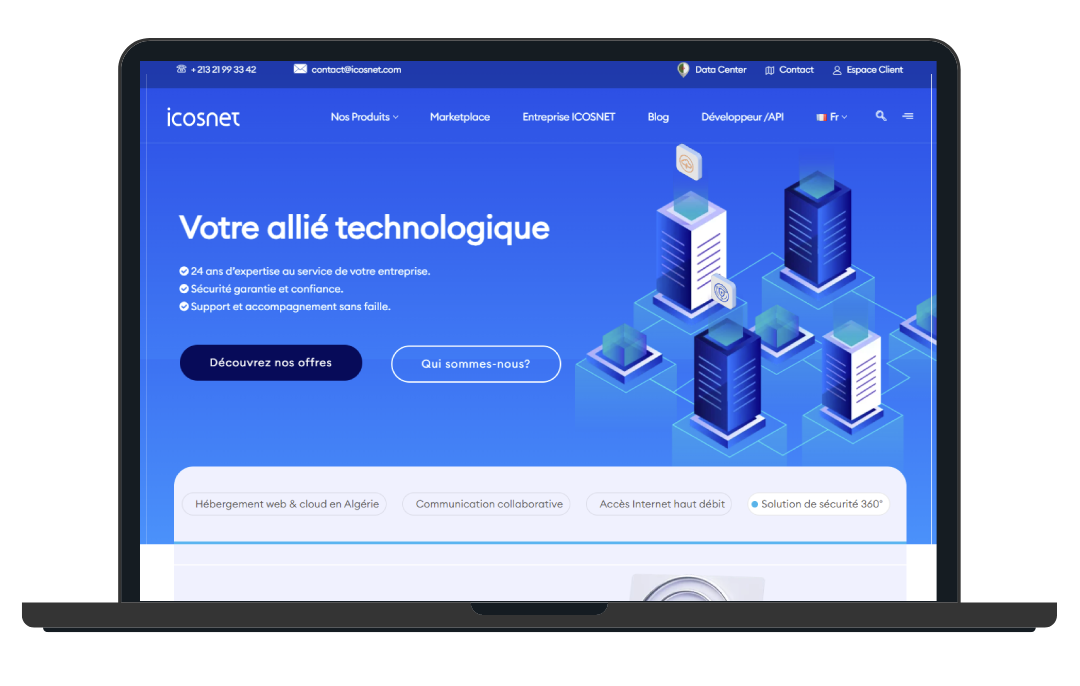 + 213 21 99 33 42 contact@icosnet.com Data Center Contact Espace Client
icosnet Nos Produits Marketplace Entreprise ICOSNET Blog Développeur /API Fr
Votre allié technologique
24 ans d'expertise au service de votre entreprise.
Sécurité garantie et confiance.
Support et accompagnement sans faille.
Découvrez nos offres Qui sommes-nous?
Hébergement web & cloud en Algérie Communication collaborative Accès Internet haut débit Solution de sécurité 360°